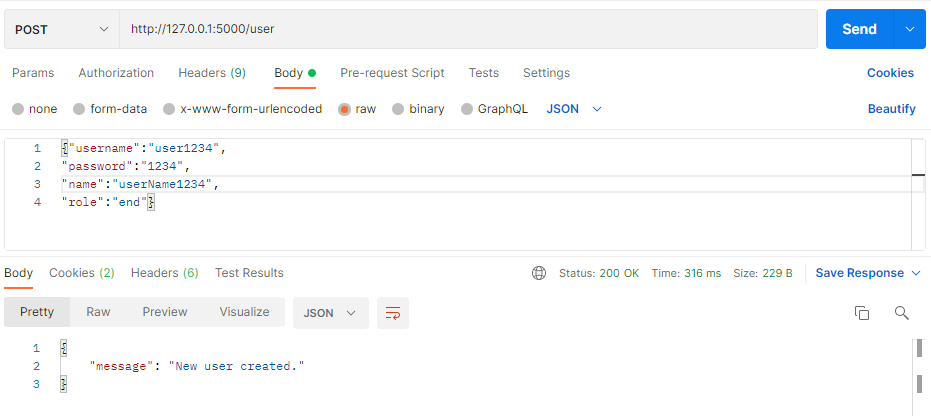 POST http://127.0.0.1:5000/user Send
Params Authorization Headers (9) Body Pre-request Script Tests Settings Cookies
none form-data x-www-form-urlencoded raw binary GraphQL JSON Beautify
1 {"username":"user1234",
2 "password":"1234",
3 "name":"userName1234",
4 "role":"end"}
Body Cookies (2) Headers (6) Test Results Status: 200 OK Time: 316 ms Size: 229 B Save Response
Pretty Raw Preview Visualize JSON
1 {
2 "message": "New user created."
3 }